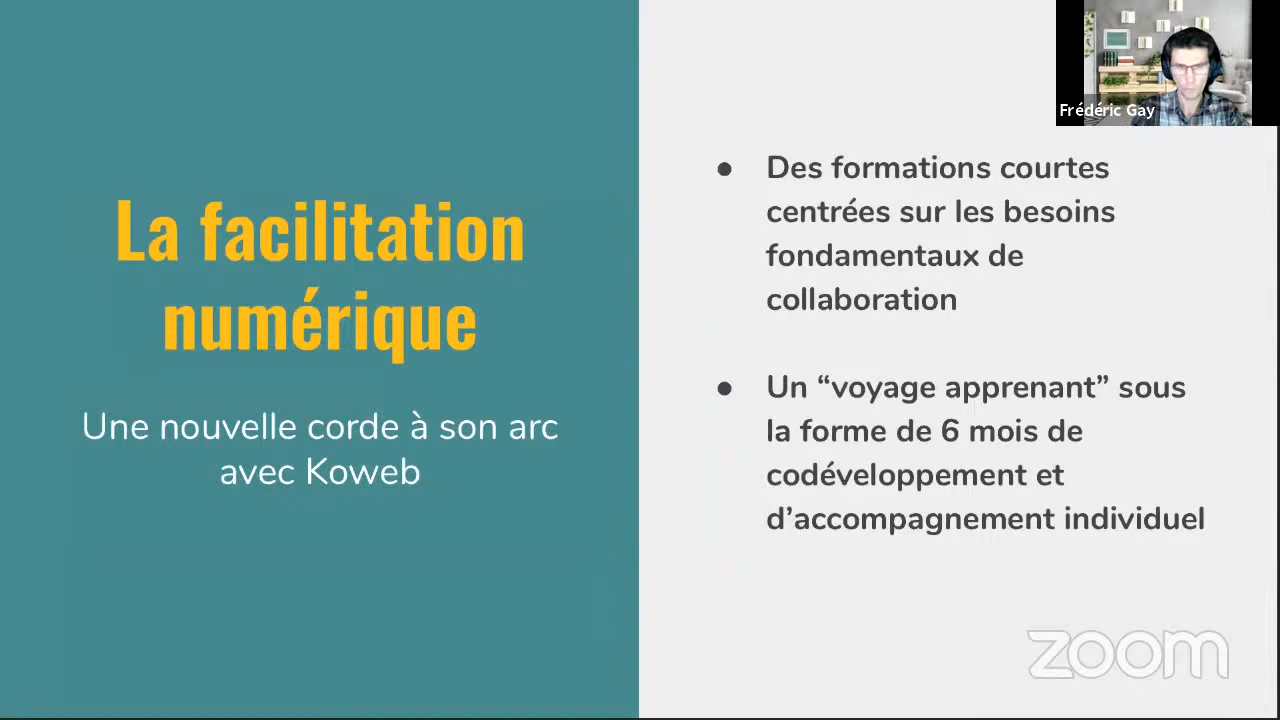 La facilitation
numérique
Une nouvelle corde à son arc
avec Koweb
Frédéric Gay
● Des formations courtes
centrées sur les besoins
fondamentaux de
collaboration
● Un “voyage apprenant” sous
la forme de 6 mois de
codéveloppement et
d’accompagnement individuel
zoom